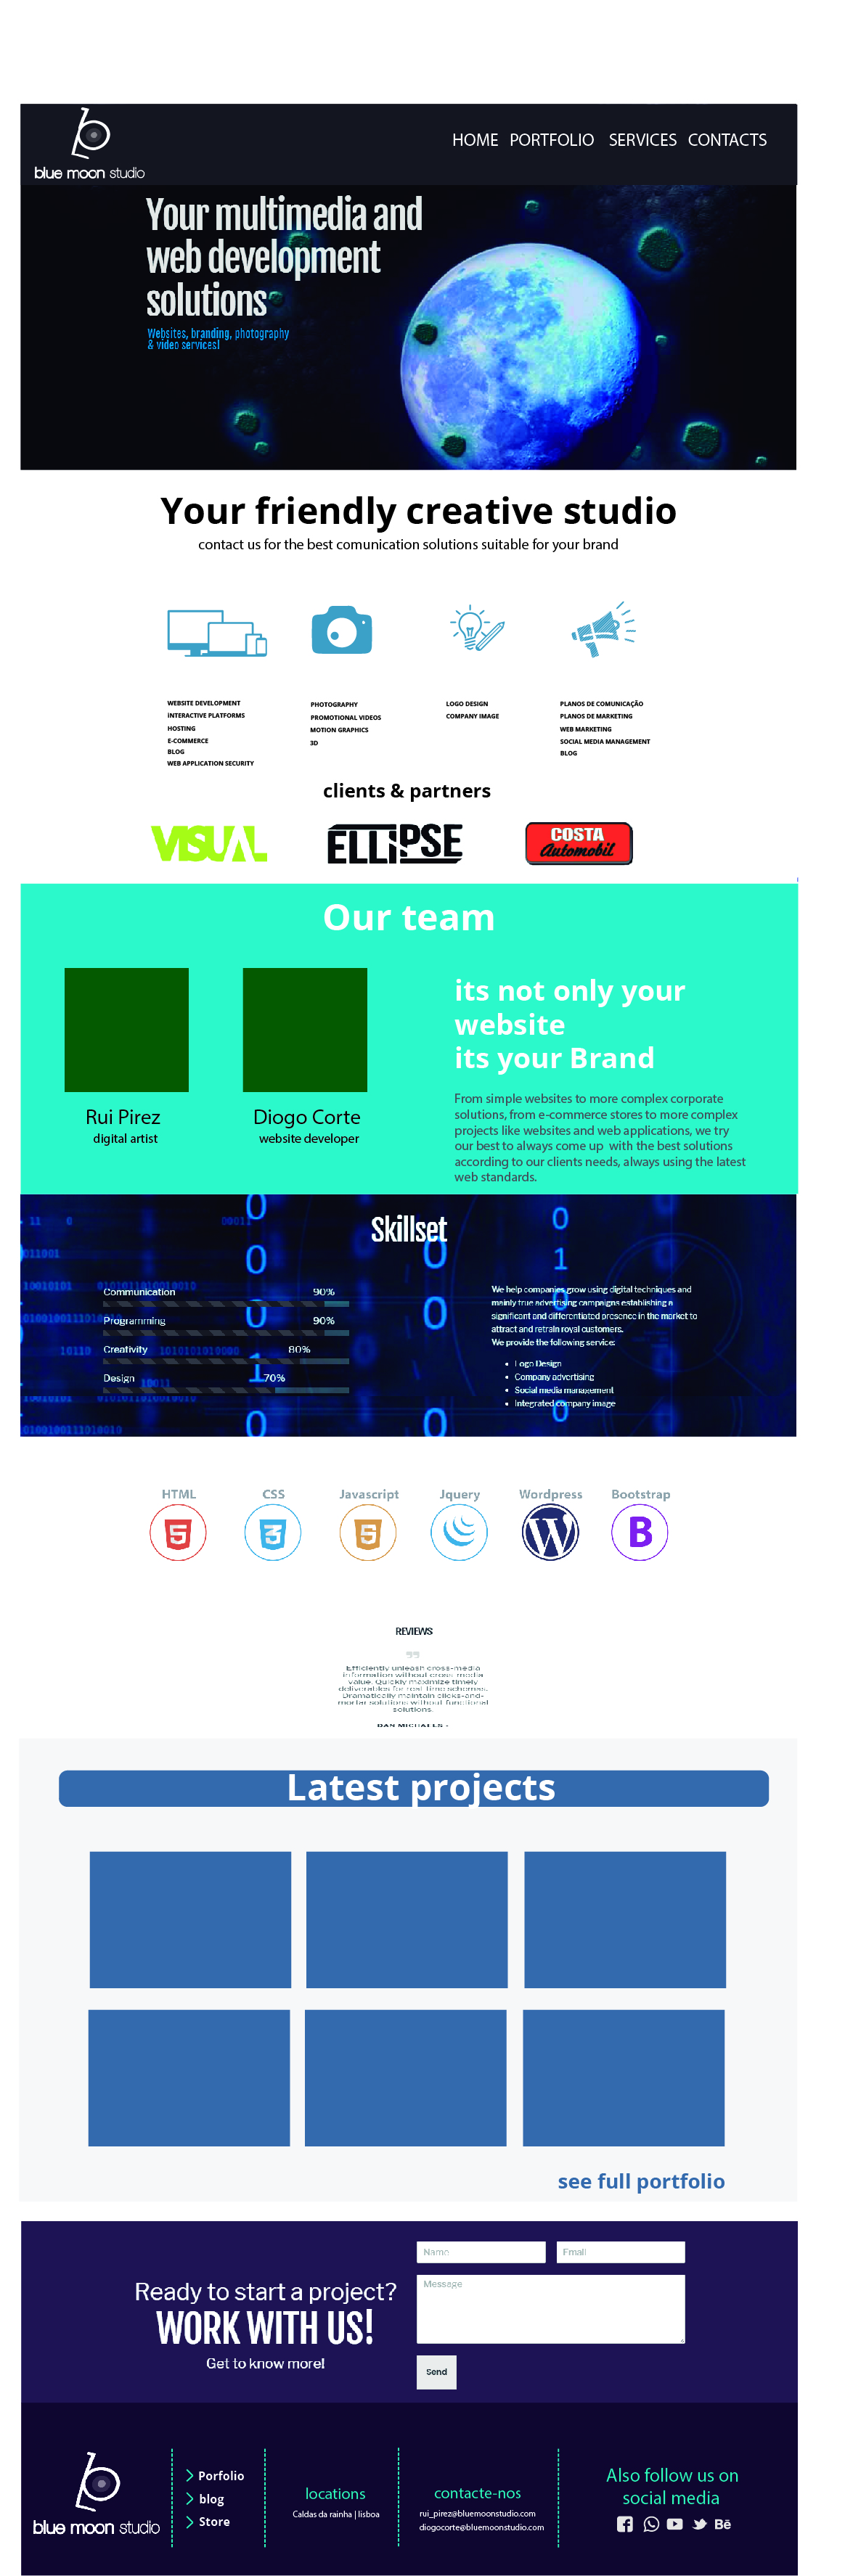 blue moon studio
HOME PORTFOLIO SERVICES CONTACTS
Your multimedia and
web development
solutions
Websites, branding, photography
& video services!
Your friendly creative studio
contact us for the best comunication solutions suitable for your brand
WEBSITE DEVELOPMENT
INTERACTIVE PLATFORMS
HOSTING
E-COMMERCE
BLOG
WEB APPLICATION SECURITY
PHOTOGRAPHY
PROMOTIONAL VIDEOS
MOTION GRAPHICS
3D
LOGO DESIGN
COMPANY IMAGE
PLANOS DE COMUNICAÇÃO
PLANOS DE MARKETING
WEB MARKETING
SOCIAL MEDIA MANAGEMENT
BLOG
clients & partners
VISUAL
ELLIPSE
COSTA
Automobil
Our team
Rui Pirez
digital artist
Diogo Corte
website developer
its not only your
website
its your Brand
From simple websites to more complex corporate
solutions, from e-commerce stores to more complex
projects like websites and web applications, we try
our best to always come up with the best solutions
according to our clients needs, always using the latest
web standards.
Skillset
Communication 90%
Programming 90%
Creativity 80%
Design 70%
We help companies grow using digital techniques and
mainly true advertising campaigns establishing a
significant and differentiated presence in the market to
attract and retain royal customers.
We provide the following service:
Logo Design
Company advertising
Social media management
Integrated company image
HTML CSS Javascript Jquery Wordpress Bootstrap
5 3 5 W B
REVIEWS
Efficiently unleash cross-media
information without cross-media
value. Quickly maximize timely
deliverables for real-time schemas.
Dramatically maintain clicks-and-
mortar solutions without functional
solutions.
DAN MICHAELS -
Latest projects
see full portfolio
Ready to start a project?
WORK WITH US!
Get to know more!
Name Email
Message
Send
blue moon studio
Porfolio
blog
Store
locations
Caldas da rainha | lisboa
contacte-nos
rui_pirez@bluemoonstudio.com
diogocorte@bluemoonstudio.com
Also follow us on
social media
Bē